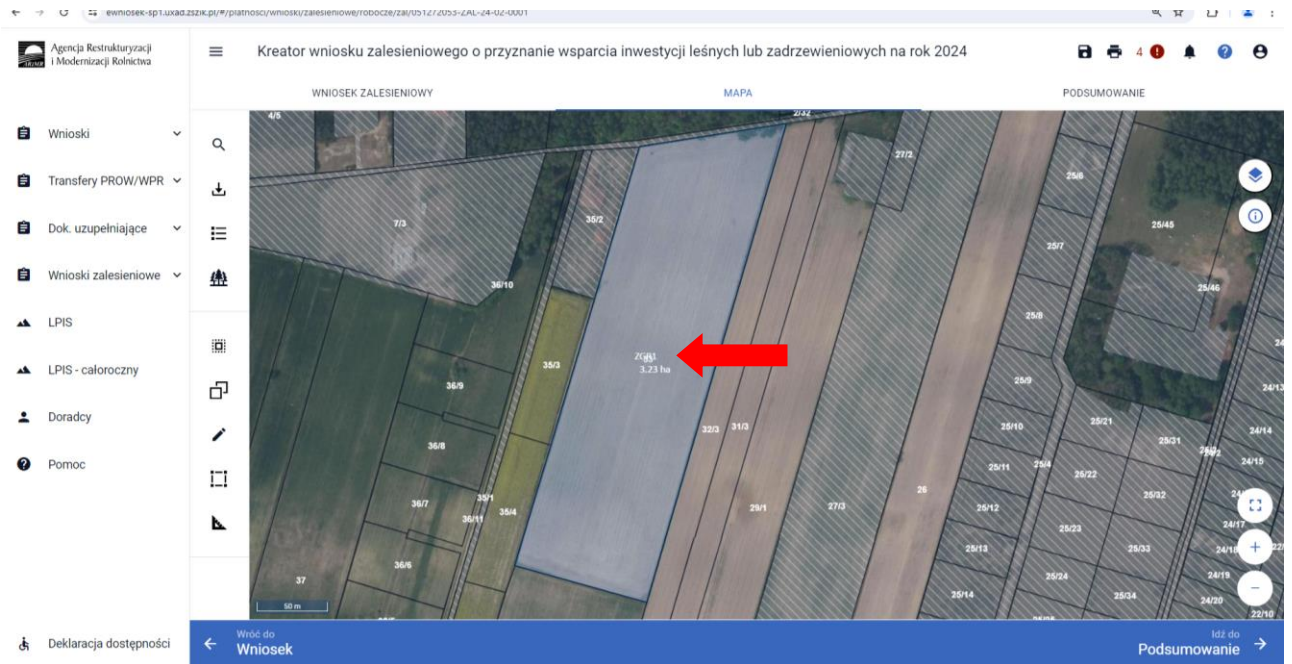 ewniosek-sp1.uxad.zszik.pl/#/platnosci/wnioski/zalesieniowe/robocze/zal/051272053-ZAL-24-02-0001
Agencja Restrukturyzacji
i Modernizacji Rolnictwa
Kreator wniosku zalesieniowego o przyznanie wsparcia inwestycji leśnych lub zadrzewieniowych na rok 2024
4
WNIOSEK ZALESIENIOWY
MAPA
PODSUMOWANIE
Wnioski
Transfery PROW/WPR
Dok. uzupełniające
Wnioski zalesieniowe
LPIS
LPIS - całoroczny
Doradcy
Pomoc
Deklaracja dostępności
4/5
2/32
27/2
25/6
7/3
35/2
25/45
25/7
36/10
25/46
25/8
ZGR1
3.23 ha
35/3
36/9
25/9
24/13
32/3
31/3
25/10
25/21
24/14
36/8
25/31
25/11
25/4
25/22
24/15
26
25/32
36/7
35/1
36/11
35/4
29/1
27/3
25/12
25/23
24/17
25/13
25/33
24/18
36/6
37
25/24
24/19
25/14
25/34
24/20
22/10
50 m
Wróć do
Wniosek
Idź do
Podsumowanie